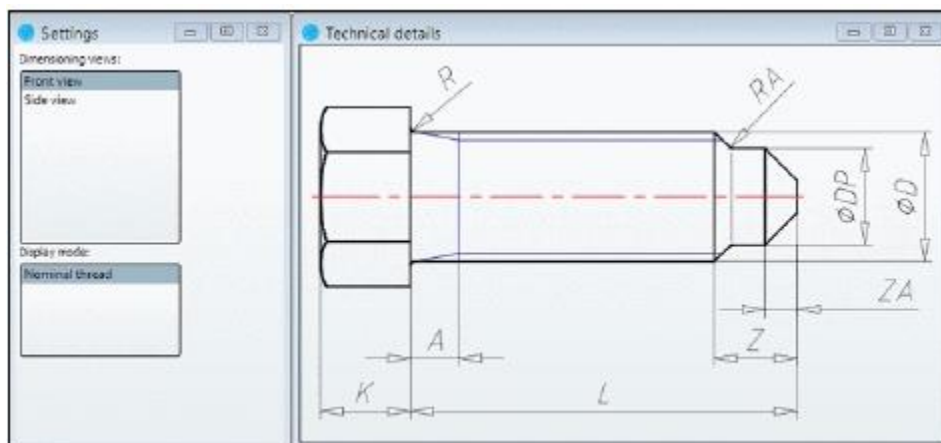 Settings
Dimensioning views:
Front view
Side view
Display mode:
Nominal thread
Technical details
R
RA
ØDP
ØD
ZA
A
Z
K
L